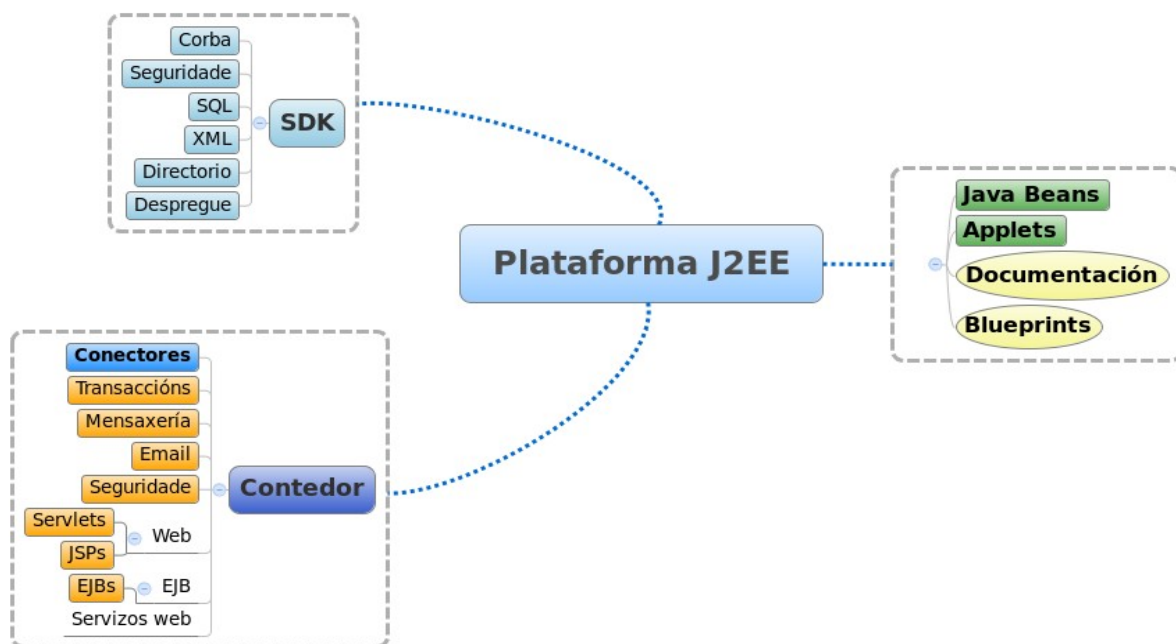 Corba
Seguridade
SQL
XML
Directorio
Despregue
SDK
Plataforma J2EE
Java Beans
Applets
Documentación
Blueprints
Conectores
Transaccións
Mensaxería
Email
Seguridade
Contedor
Servlets
JSPs
Web
EJBs
EJB
Servizos web